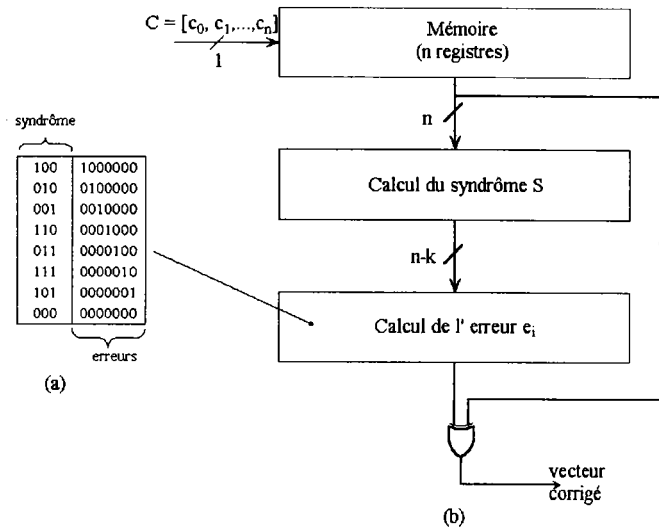 C = [c0, c1,...,cn]
1
Mémoire
(n registres)
n
Calcul du syndrôme S
n-k
Calcul de l' erreur ei
vecteur
corrigé
(b)
syndrôme
100 1000000
010 0100000
001 0010000
110 0001000
011 0000100
111 0000010
101 0000001
000 0000000
erreurs
(a)